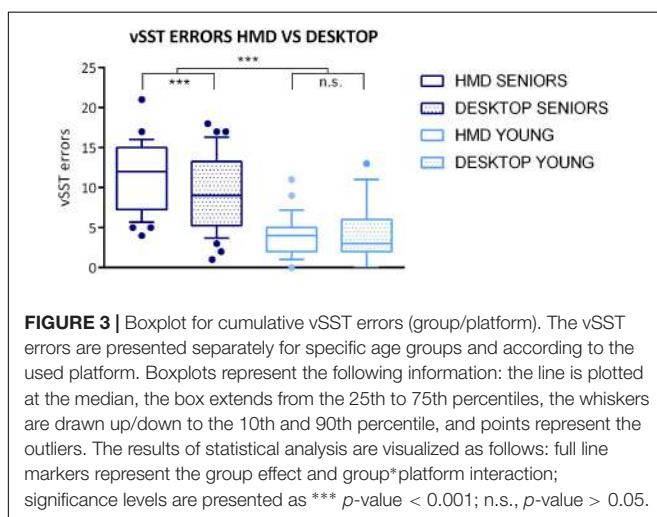 vSST ERRORS HMD VS DESKTOP
***
***
n.s.
25
20
15
10
5
0
vSST errors
HMD SENIORS
DESKTOP SENIORS
HMD YOUNG
DESKTOP YOUNG
FIGURE 3 | Boxplot for cumulative vSST errors (group/platform). The vSST
errors are presented separately for specific age groups and according to the
used platform. Boxplots represent the following information: the line is plotted
at the median, the box extends from the 25th to 75th percentiles, the whiskers
are drawn up/down to the 10th and 90th percentile, and points represent the
outliers. The results of statistical analysis are visualized as follows: full line
markers represent the group effect and group*platform interaction;
significance levels are presented as *** p-value < 0.001; n.s., p-value > 0.05.